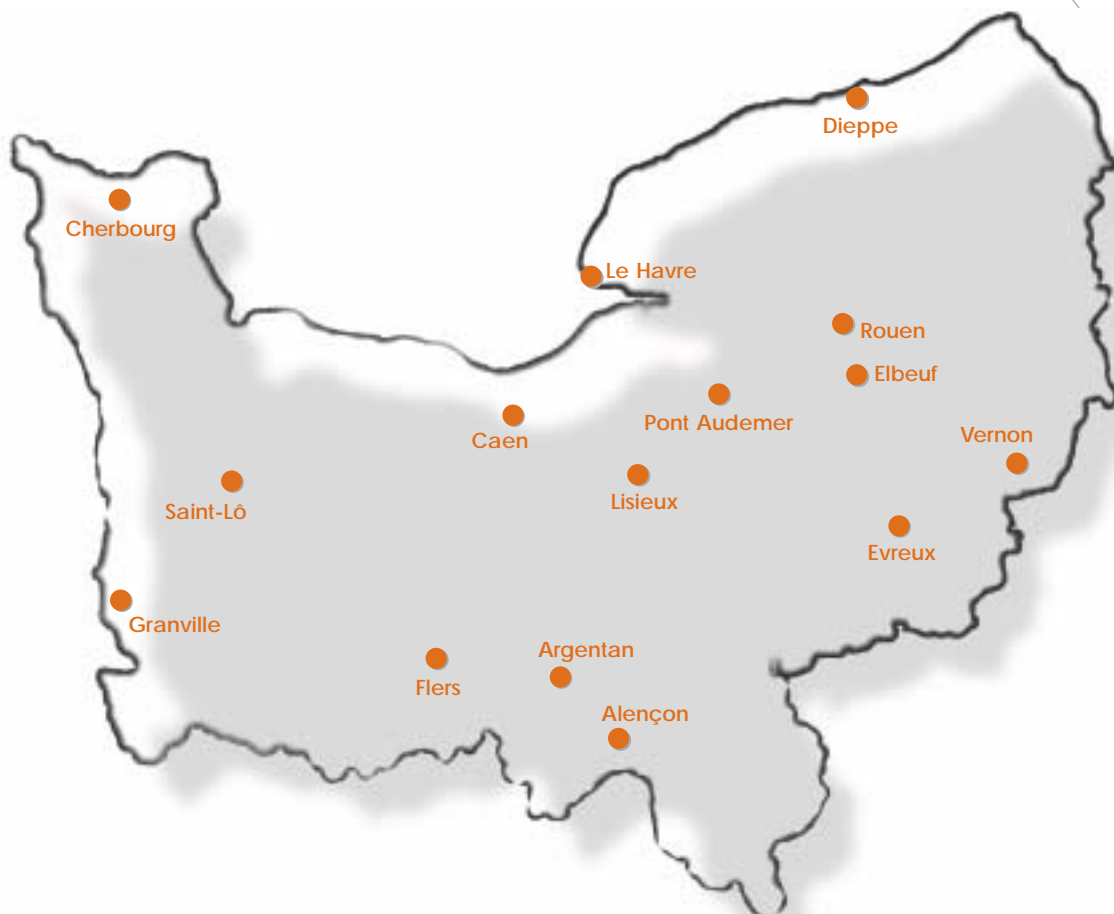 Dieppe
Cherbourg
Le Havre
Rouen
Elbeuf
Pont Audemer
Caen
Vernon
Lisieux
Saint-Lô
Evreux
Granville
Argentan
Flers
Alençon